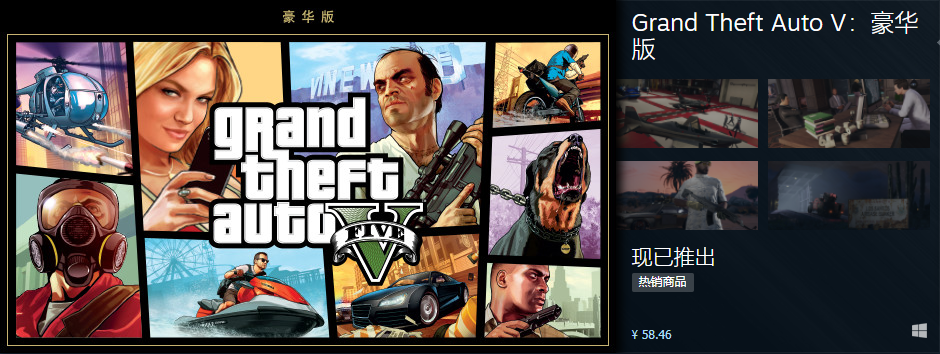 豪华版
grand
theft
auto
V
FIVE
VINEWOOD
Grand Theft Auto V：豪华
版
现已推出
热销商品
¥ 58.46